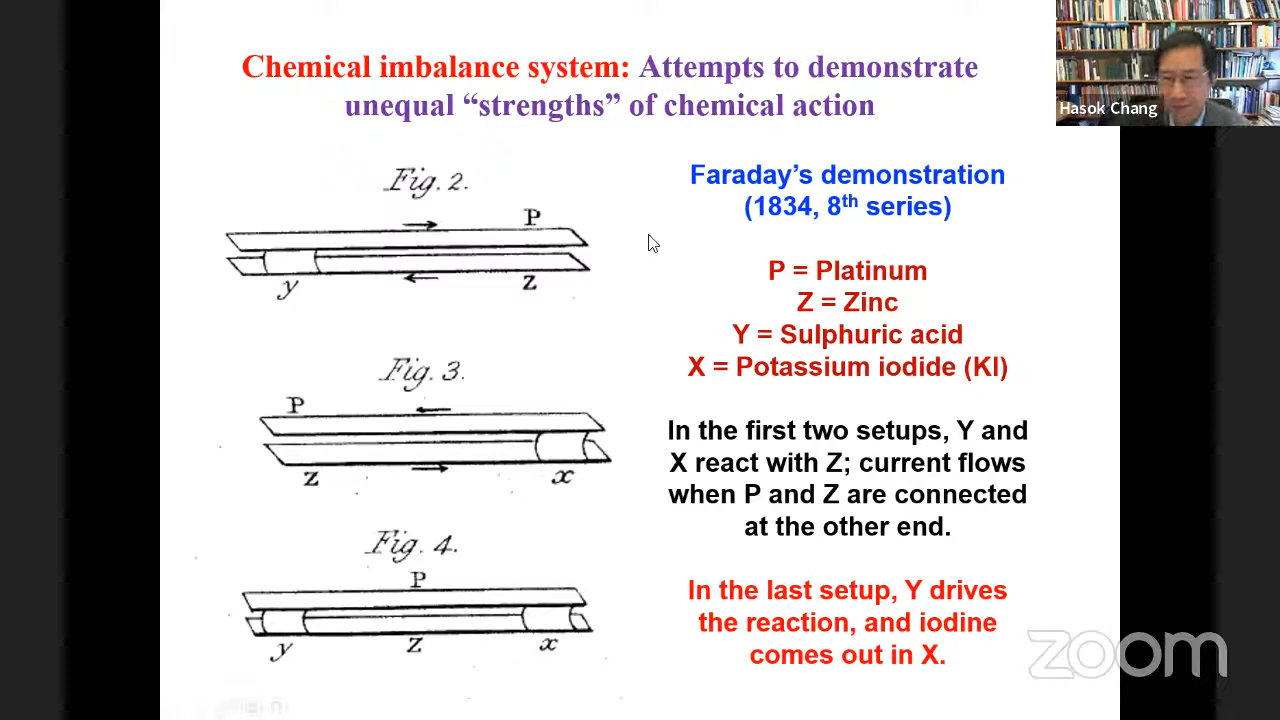 Chemical imbalance system: Attempts to demonstrate
unequal “strengths” of chemical action
Hasok Chang
Fig. 2.
P
y
Z
Fig. 3.
P
Z
x
Fig. 4.
P
y
Z
x
Faraday’s demonstration
(1834, 8th series)
P = Platinum
Z = Zinc
Y = Sulphuric acid
X = Potassium iodide (KI)
In the first two setups, Y and
X react with Z; current flows
when P and Z are connected
at the other end.
In the last setup, Y drives
the reaction, and iodine
comes out in X.
zoom